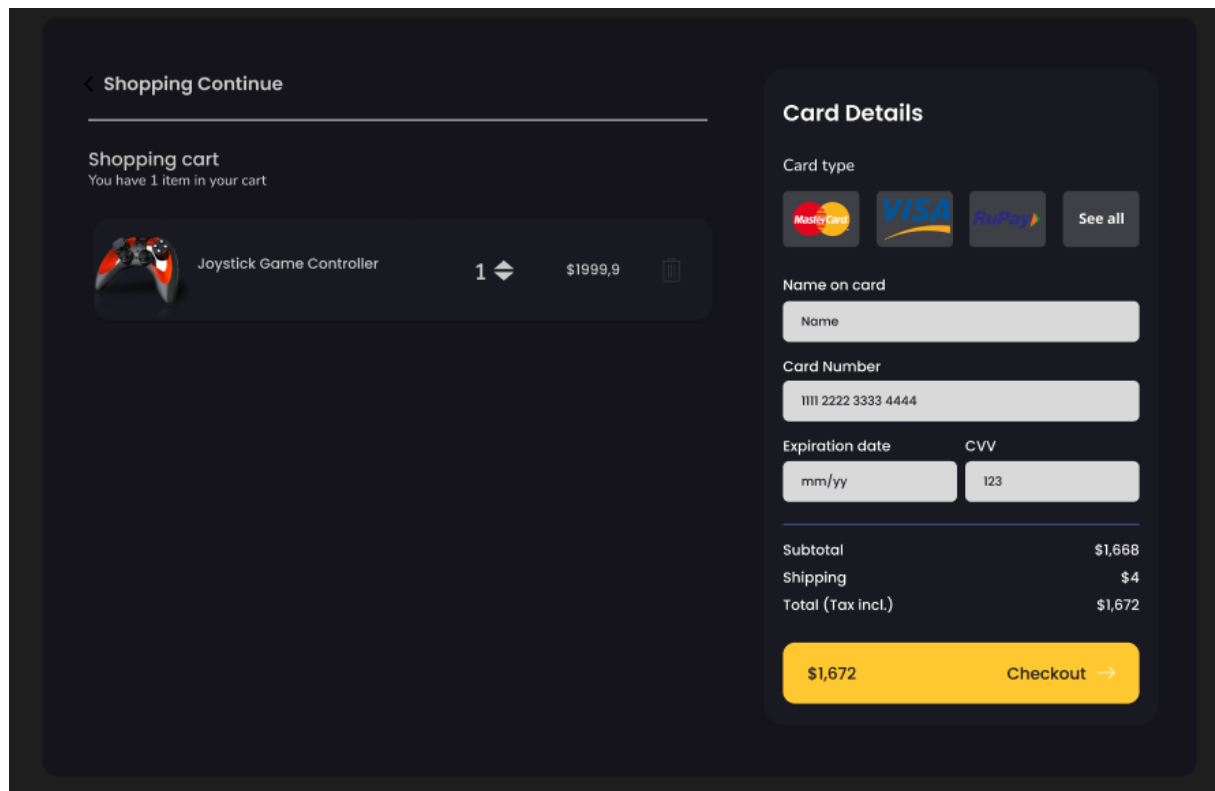 Shopping Continue
Shopping cart
You have 1 item in your cart
Joystick Game Controller
1
$1999,9
Card Details
Card type
MasterCard
VISA
RuPay
See all
Name on card
Name
Card Number
1111 2222 3333 4444
Expiration date CVV
mm/yy 123
Subtotal $1,668
Shipping $4
Total (Tax incl.) $1,672
$1,672 Checkout